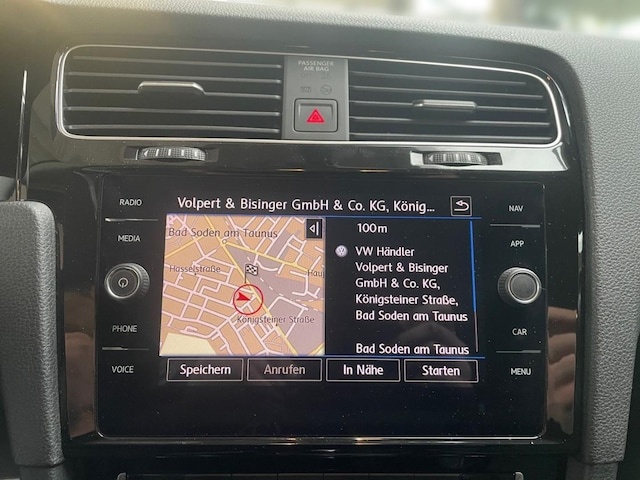 PASSENGER
AIR BAG
RADIO
MEDIA
PHONE
VOICE
NAV
APP
CAR
MENU
Volpert & Bisinger GmbH & Co. KG, König...
Bad Soden am Taunus
Hasselstraße
Hau
Königsteiner Straße
100 m
VW Händler
Volpert & Bisinger
GmbH & Co. KG,
Königsteiner Straße,
Bad Soden am Taunus
Bad Soden am Taunus
Speichern
Anrufen
In Nähe
Starten